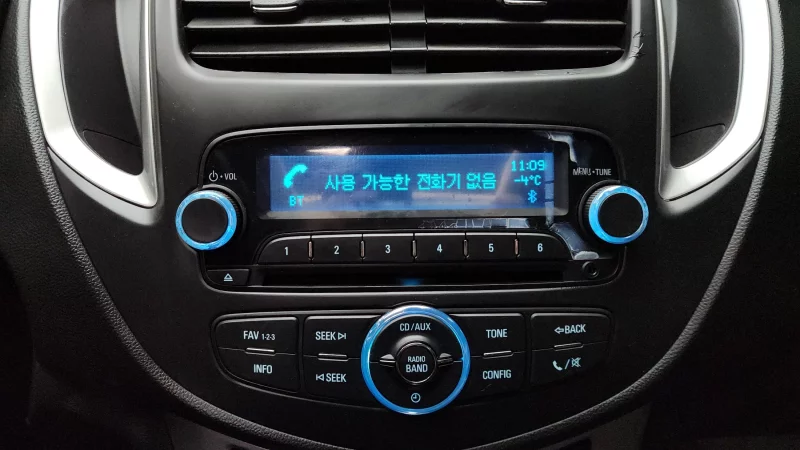 11:09
사용 가능한 전화기 없음
-4°C
BT
⏻•VOL
MENU•TUNE
1 2 3 4 5 6
FAV 1-2-3
SEEK
CD/AUX
TONE
BACK
INFO
SEEK
RADIO
BAND
CONFIG